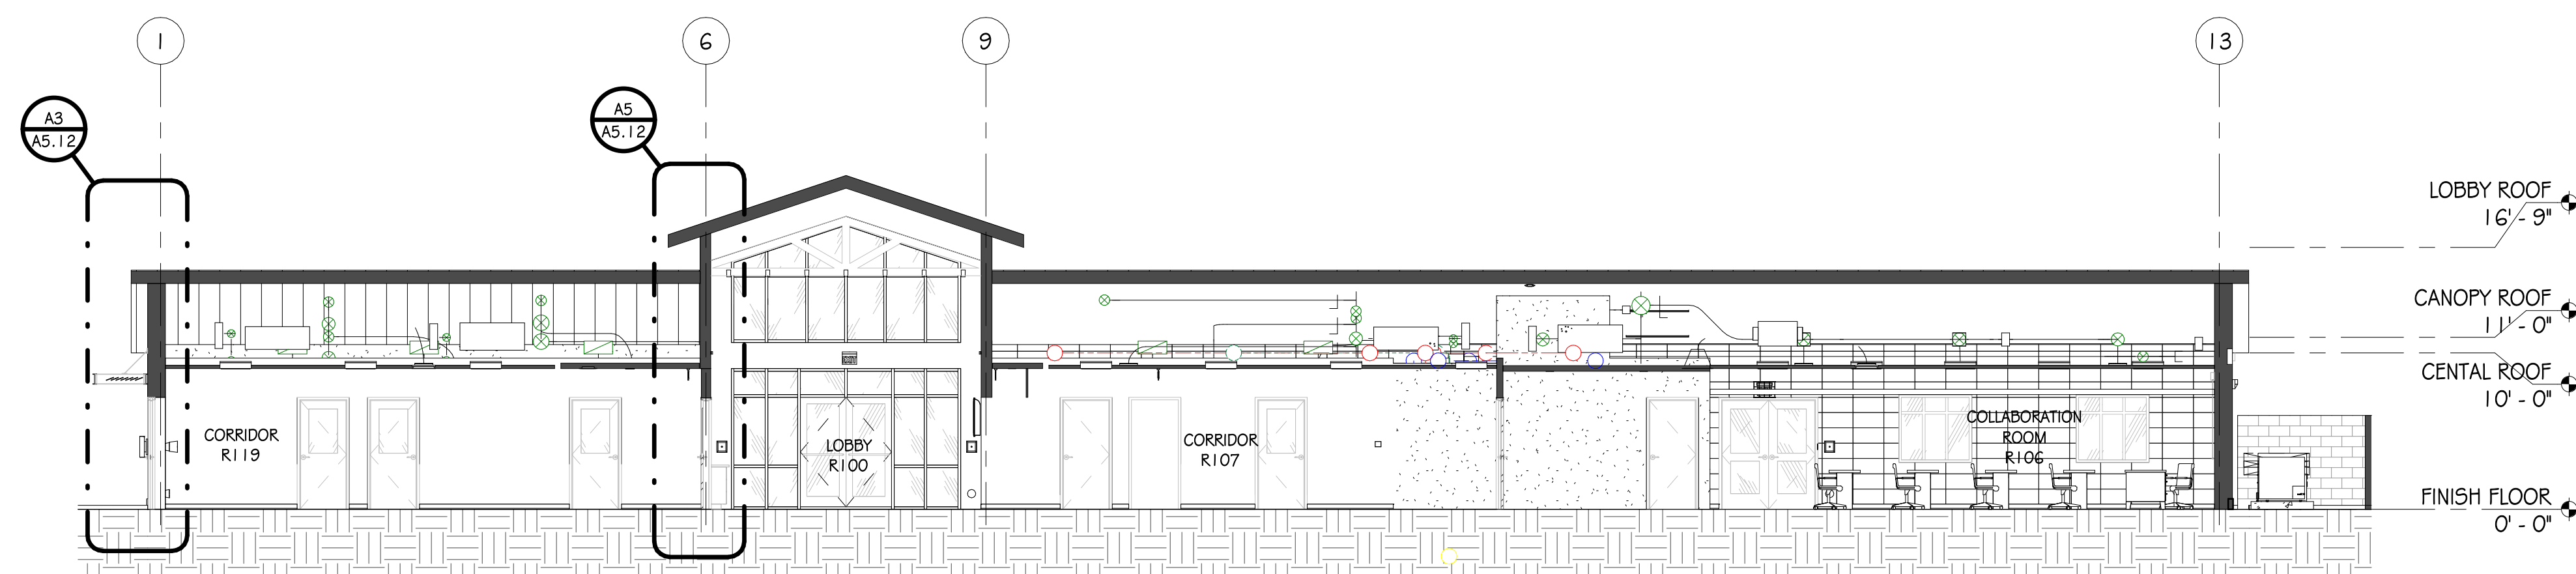 1
6
9
13
A3
A5.12
A5
A5.12
LOBBY ROOF
16' - 9"
CANOPY ROOF
11' - 0"
CENTAL ROOF
10' - 0"
CORRIDOR
R119
LOBBY
R100
CORRIDOR
R107
COLLABORATION
ROOM
R106
FINISH FLOOR
0' - 0"